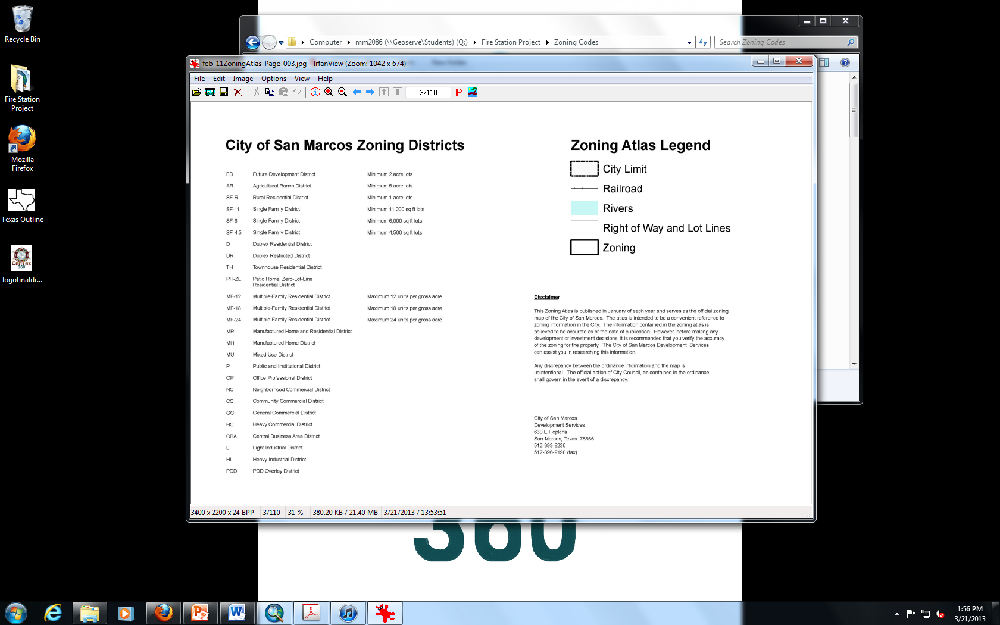 Recycle Bin
Fire Station
Project
Mozilla
Firefox
Texas Outline
CenTex
360
logofinaldr...
Computer mm2086 (\\Geoserve\Students) (Q:) Fire Station Project Zoning Codes
Search Zoning Codes
New folder
feb_11ZoningAtlas_Page_003.jpg - IrfanView (Zoom: 1042 x 674)
File Edit Image Options View Help
3/110
City of San Marcos Zoning Districts
FD Future Development District Minimum 2 acre lots
AR Agricultural Ranch District Minimum 5 acre lots
SF-R Rural Residential District Minimum 1 acre lots
SF-11 Single Family District Minimum 11,000 sq ft lots
SF-6 Single Family District Minimum 6,000 sq ft lots
SF-4.5 Single Family District Minimum 4,500 sq ft lots
D Duplex Residential District
DR Duplex Restricted District
TH Townhouse Residential District
PH-ZL Patio Home, Zero-Lot-Line
Residential District
MF-12 Multiple-Family Residential District Maximum 12 units per gross acre
MF-18 Multiple-Family Residential District Maximum 18 units per gross acre
MF-24 Multiple-Family Residential District Maximum 24 units per gross acre
MR Manufactured Home and Residential District
MH Manufactured Home District
MU Mixed Use District
P Public and Institutional District
OP Office Professional District
NC Neighborhood Commercial District
CC Community Commercial District
GC General Commercial District
HC Heavy Commercial District
CBA Central Business Area District
LI Light Industrial District
HI Heavy Industrial District
PDD PDD Overlay District
Zoning Atlas Legend
City Limit
Railroad
Rivers
Right of Way and Lot Lines
Zoning
Disclaimer
This Zoning Atlas is published in January of each year and serves as the official zoning
map of the City of San Marcos. The atlas is intended to be a convenient reference to
zoning information in the City. The information contained in the zoning atlas is
believed to be accurate as of the date of publication. However, before making any
development or investment decisions, it is recommended that you verify the accuracy
of the zoning for the property. The City of San Marcos Development Services
can assist you in researching this information.
Any discrepancy between the ordinance information and the map is
unintentional. The official action of City Council, as contained in the ordinance,
shall govern in the event of a discrepancy.
City of San Marcos
Development Services
630 E Hopkins
San Marcos, Texas 78666
512-393-8230
512-396-9190 (fax)
3400 x 2200 x 24 BPP 3/110 31 % 380.20 KB / 21.40 MB 3/21/2013 / 13:53:51
360
1:56 PM
3/21/2013